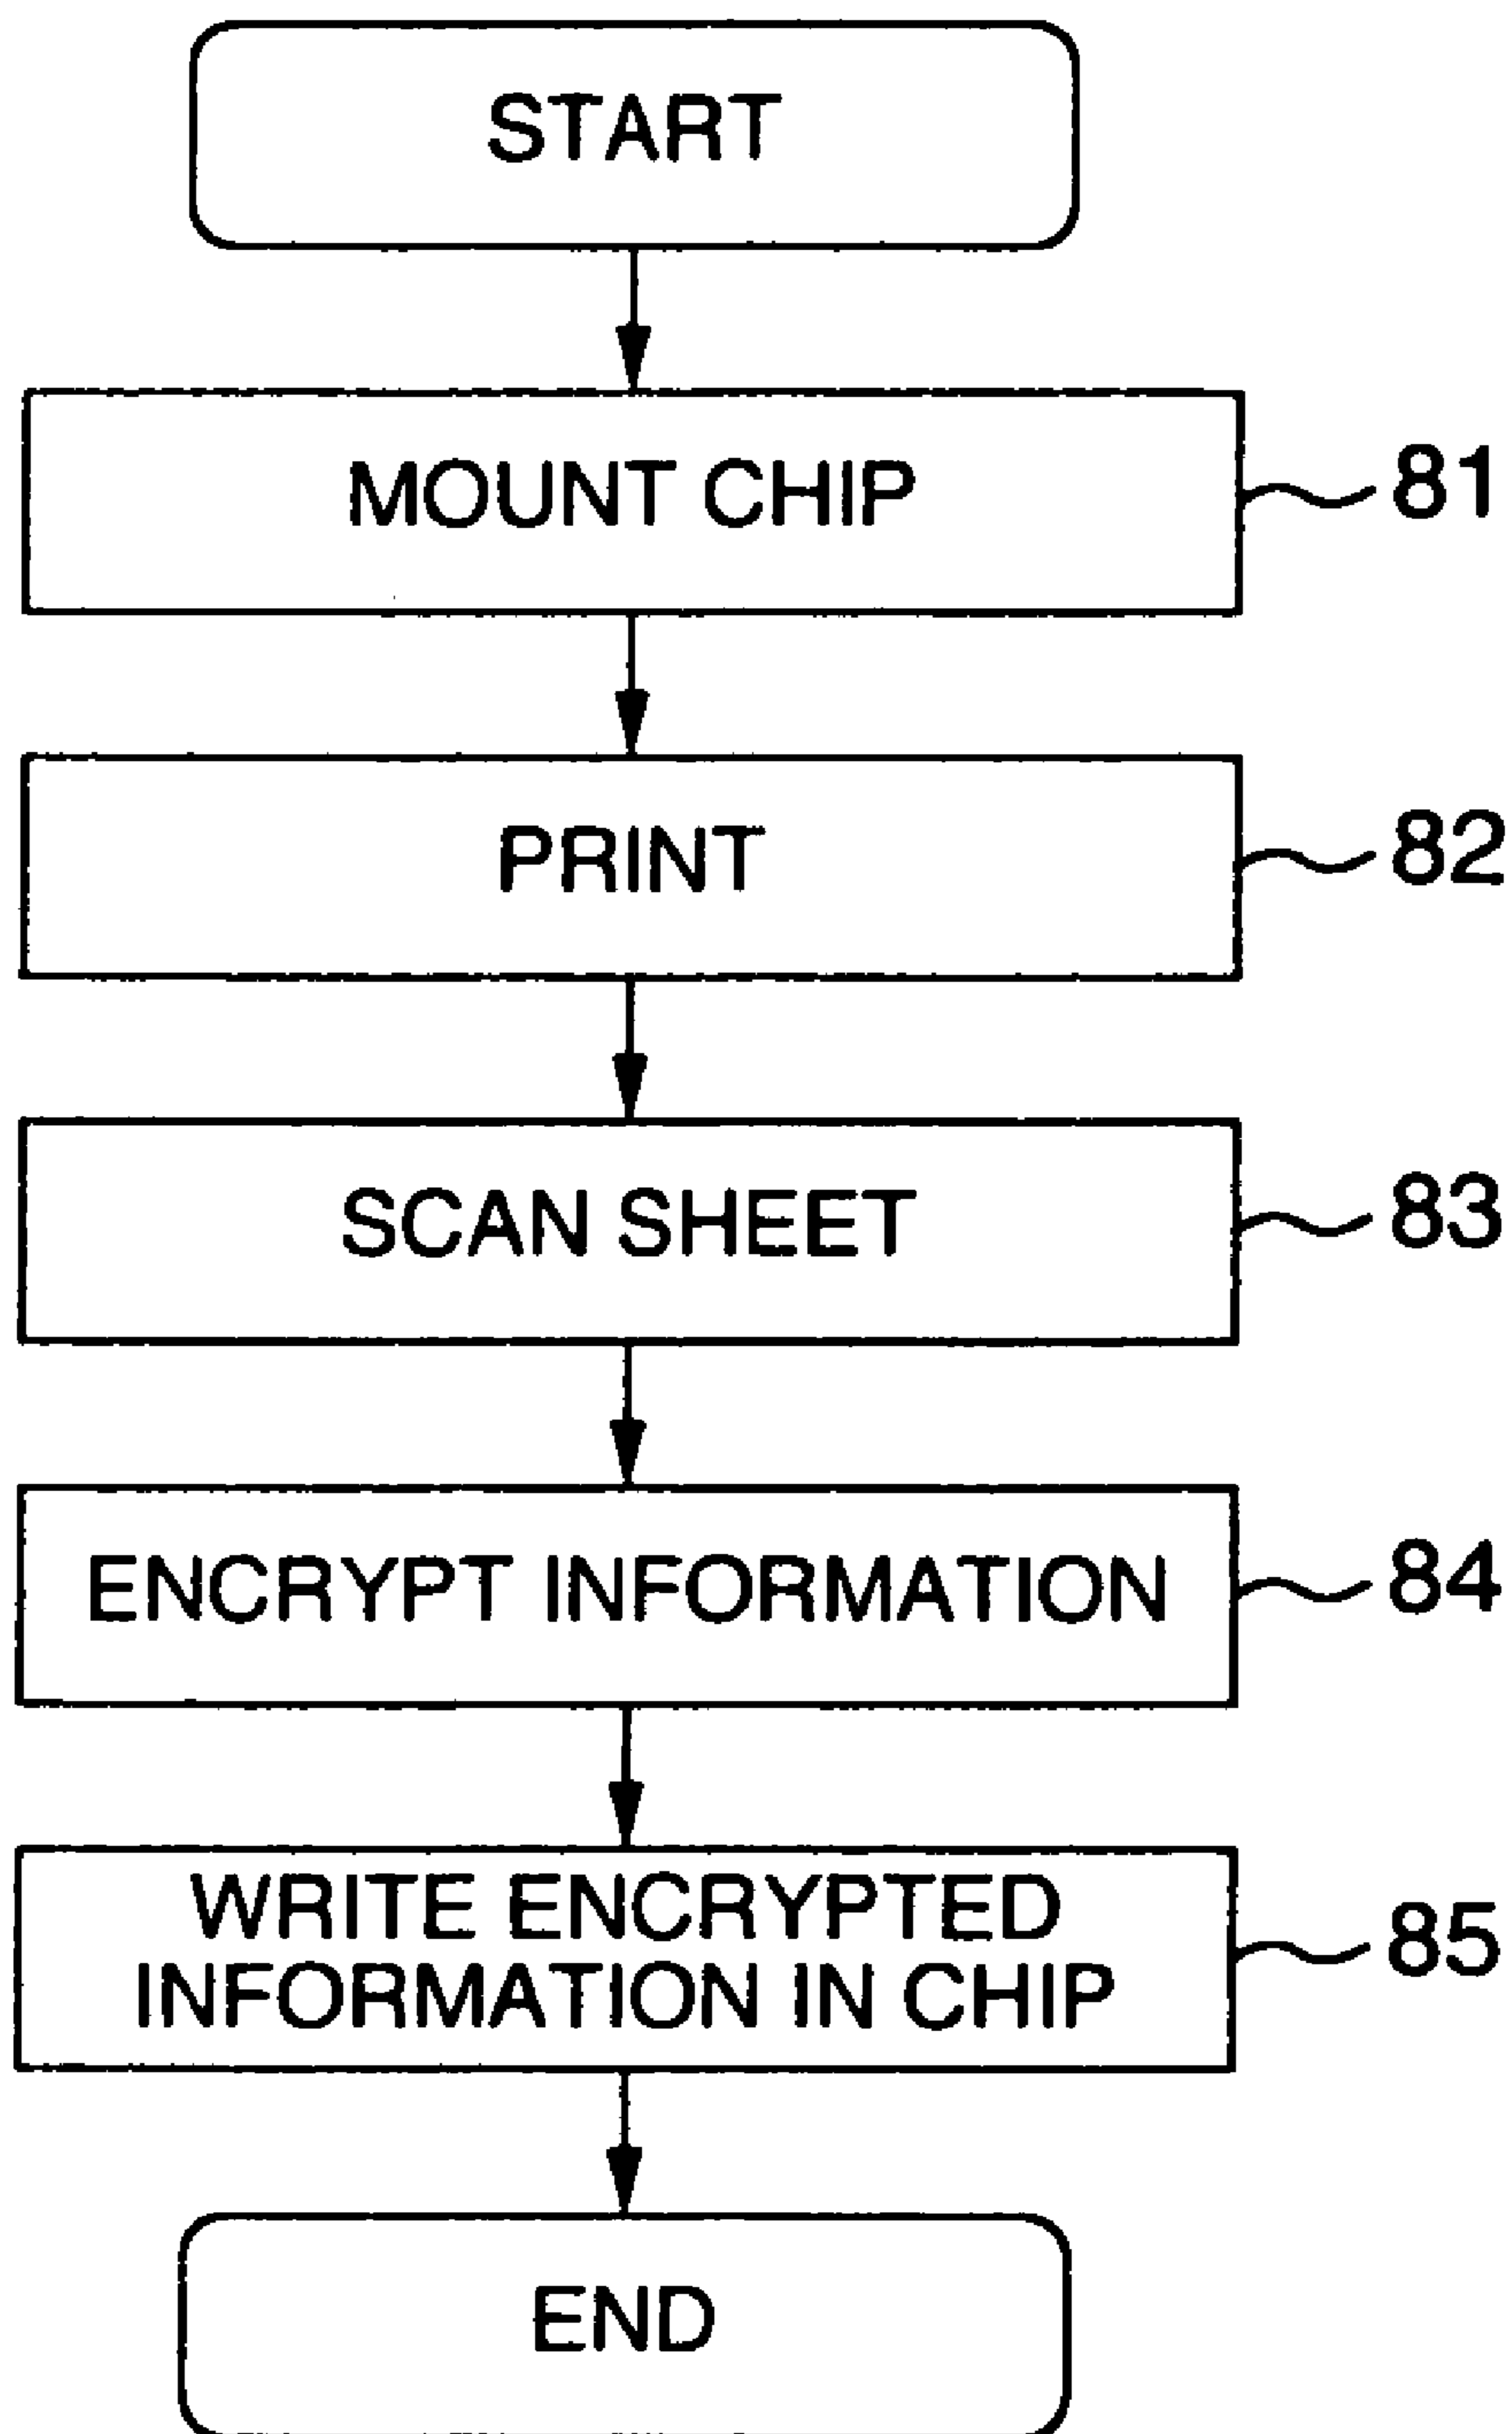 START
MOUNT CHIP
81
PRINT
82
SCAN SHEET
83
ENCRYPT INFORMATION
84
WRITE ENCRYPTED
INFORMATION IN CHIP
85
END